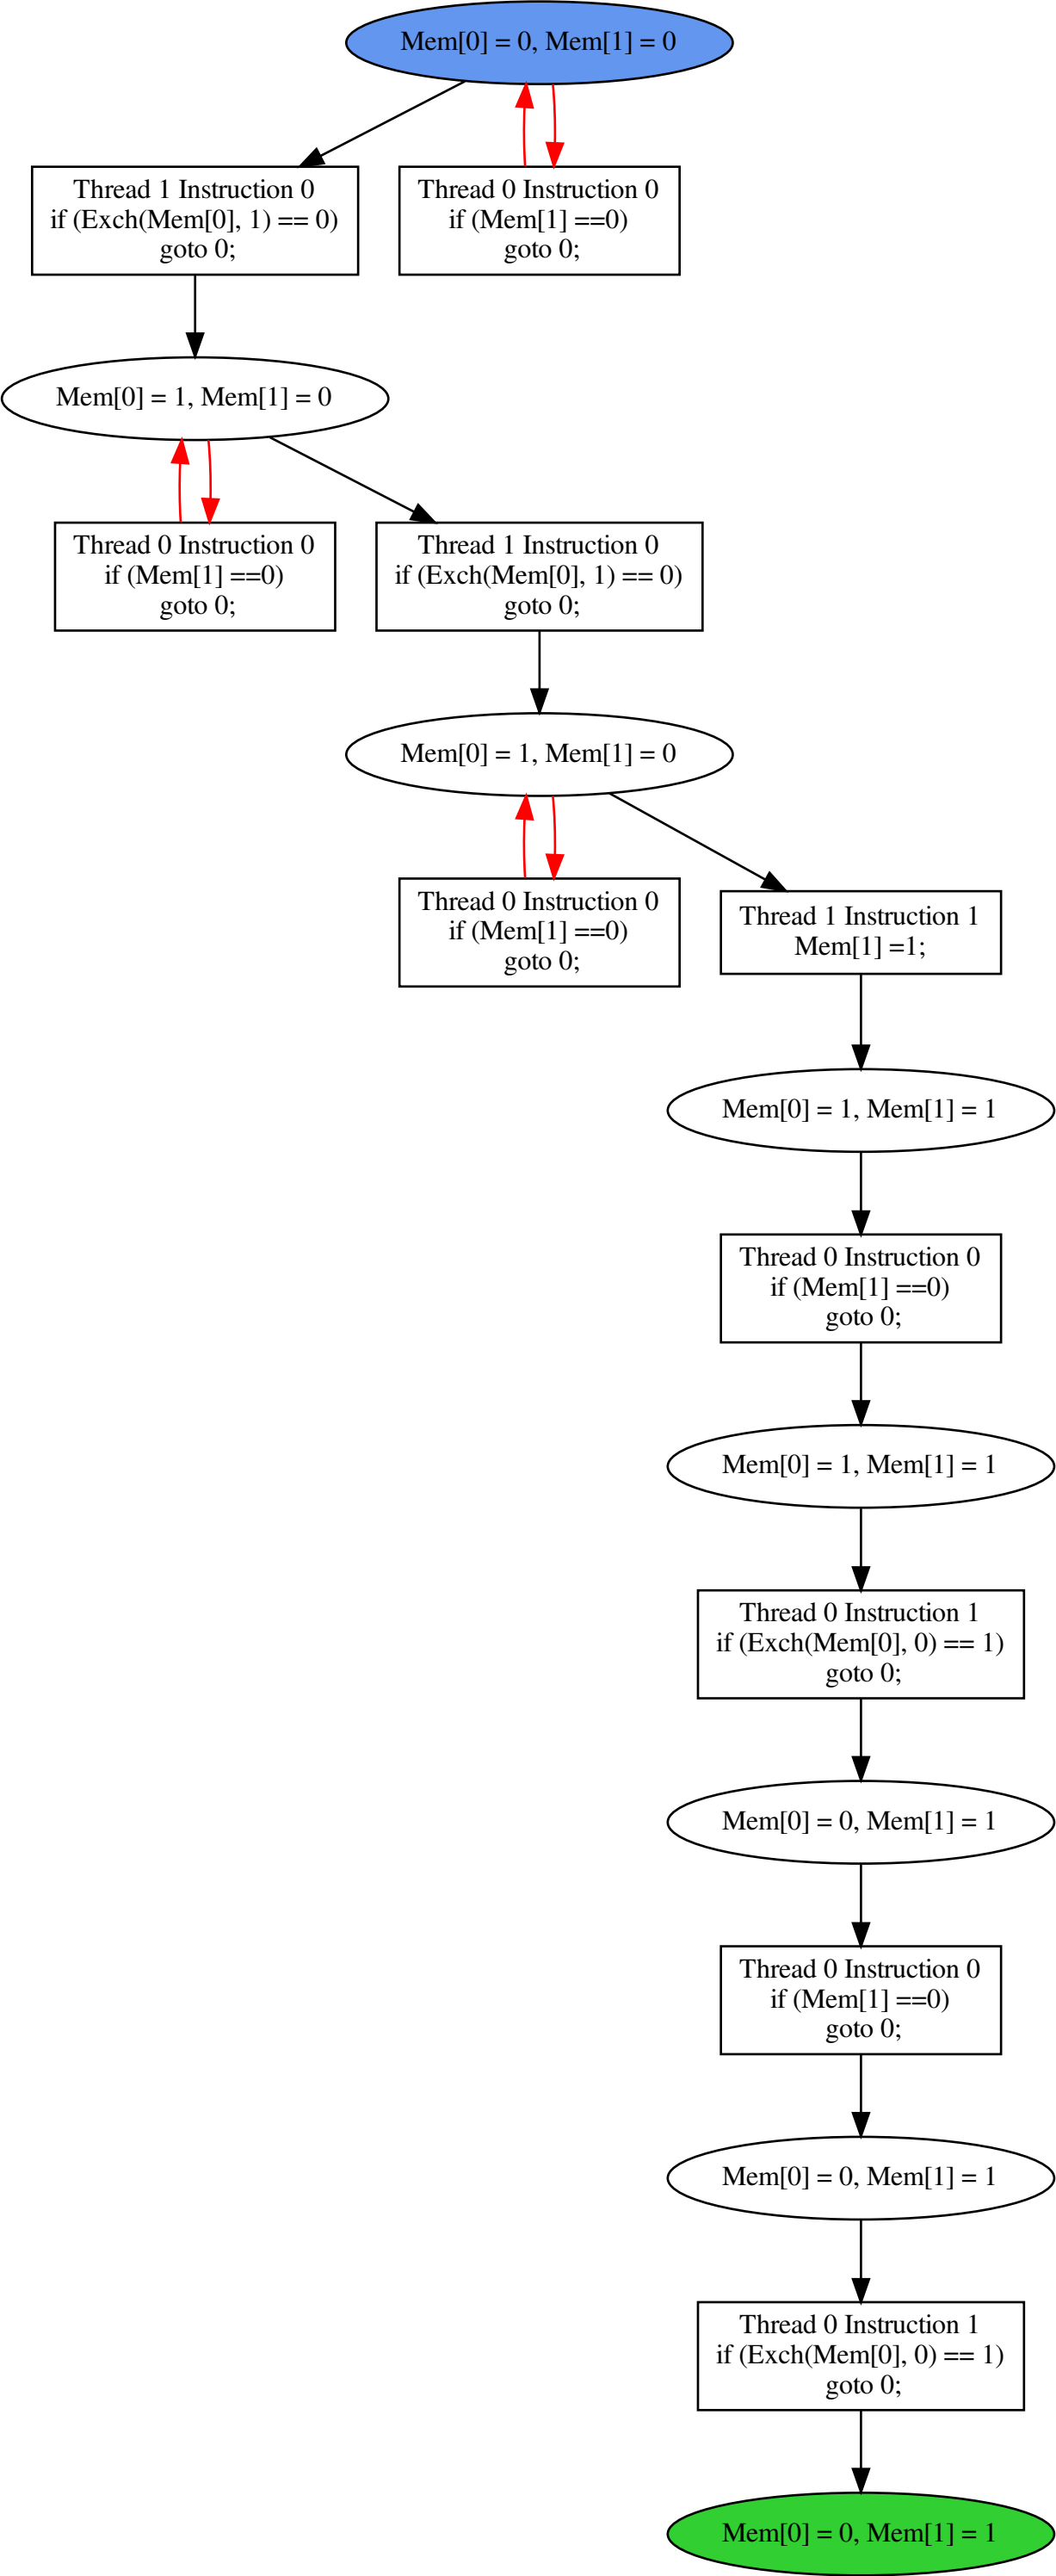 Mem[0] = 0, Mem[1] = 0
Thread 1 Instruction 0
if (Exch(Mem[0], 1) == 0)
goto 0;
Thread 0 Instruction 0
if (Mem[1] ==0)
goto 0;
Mem[0] = 1, Mem[1] = 0
Thread 0 Instruction 0
if (Mem[1] ==0)
goto 0;
Thread 1 Instruction 0
if (Exch(Mem[0], 1) == 0)
goto 0;
Mem[0] = 1, Mem[1] = 0
Thread 0 Instruction 0
if (Mem[1] ==0)
goto 0;
Thread 1 Instruction 1
Mem[1] =1;
Mem[0] = 1, Mem[1] = 1
Thread 0 Instruction 0
if (Mem[1] ==0)
goto 0;
Mem[0] = 1, Mem[1] = 1
Thread 0 Instruction 1
if (Exch(Mem[0], 0) == 1)
goto 0;
Mem[0] = 0, Mem[1] = 1
Thread 0 Instruction 0
if (Mem[1] ==0)
goto 0;
Mem[0] = 0, Mem[1] = 1
Thread 0 Instruction 1
if (Exch(Mem[0], 0) == 1)
goto 0;
Mem[0] = 0, Mem[1] = 1